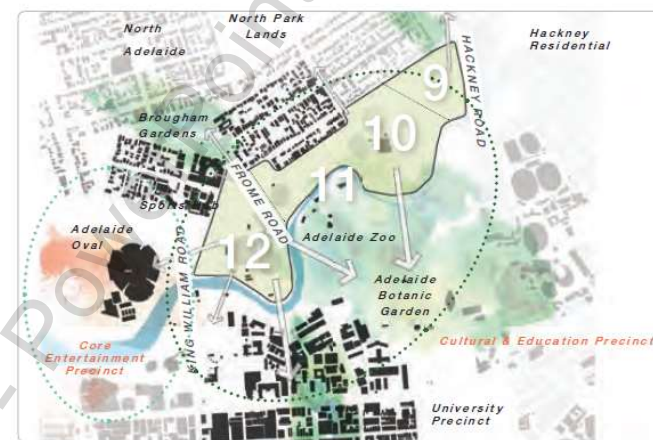 North Park
Lands
North
Adelaide
Hackney
Residential
HACKNEY ROAD
9
10
Brougham
Gardens
FROME ROAD
11
Adelaide
Oval
KING WILLIAM ROAD
12
Adelaide Zoo
Adelaide
Botanic
Garden
Core
Entertainment
Precinct
Cultural & Education Precinct
University
Precinct